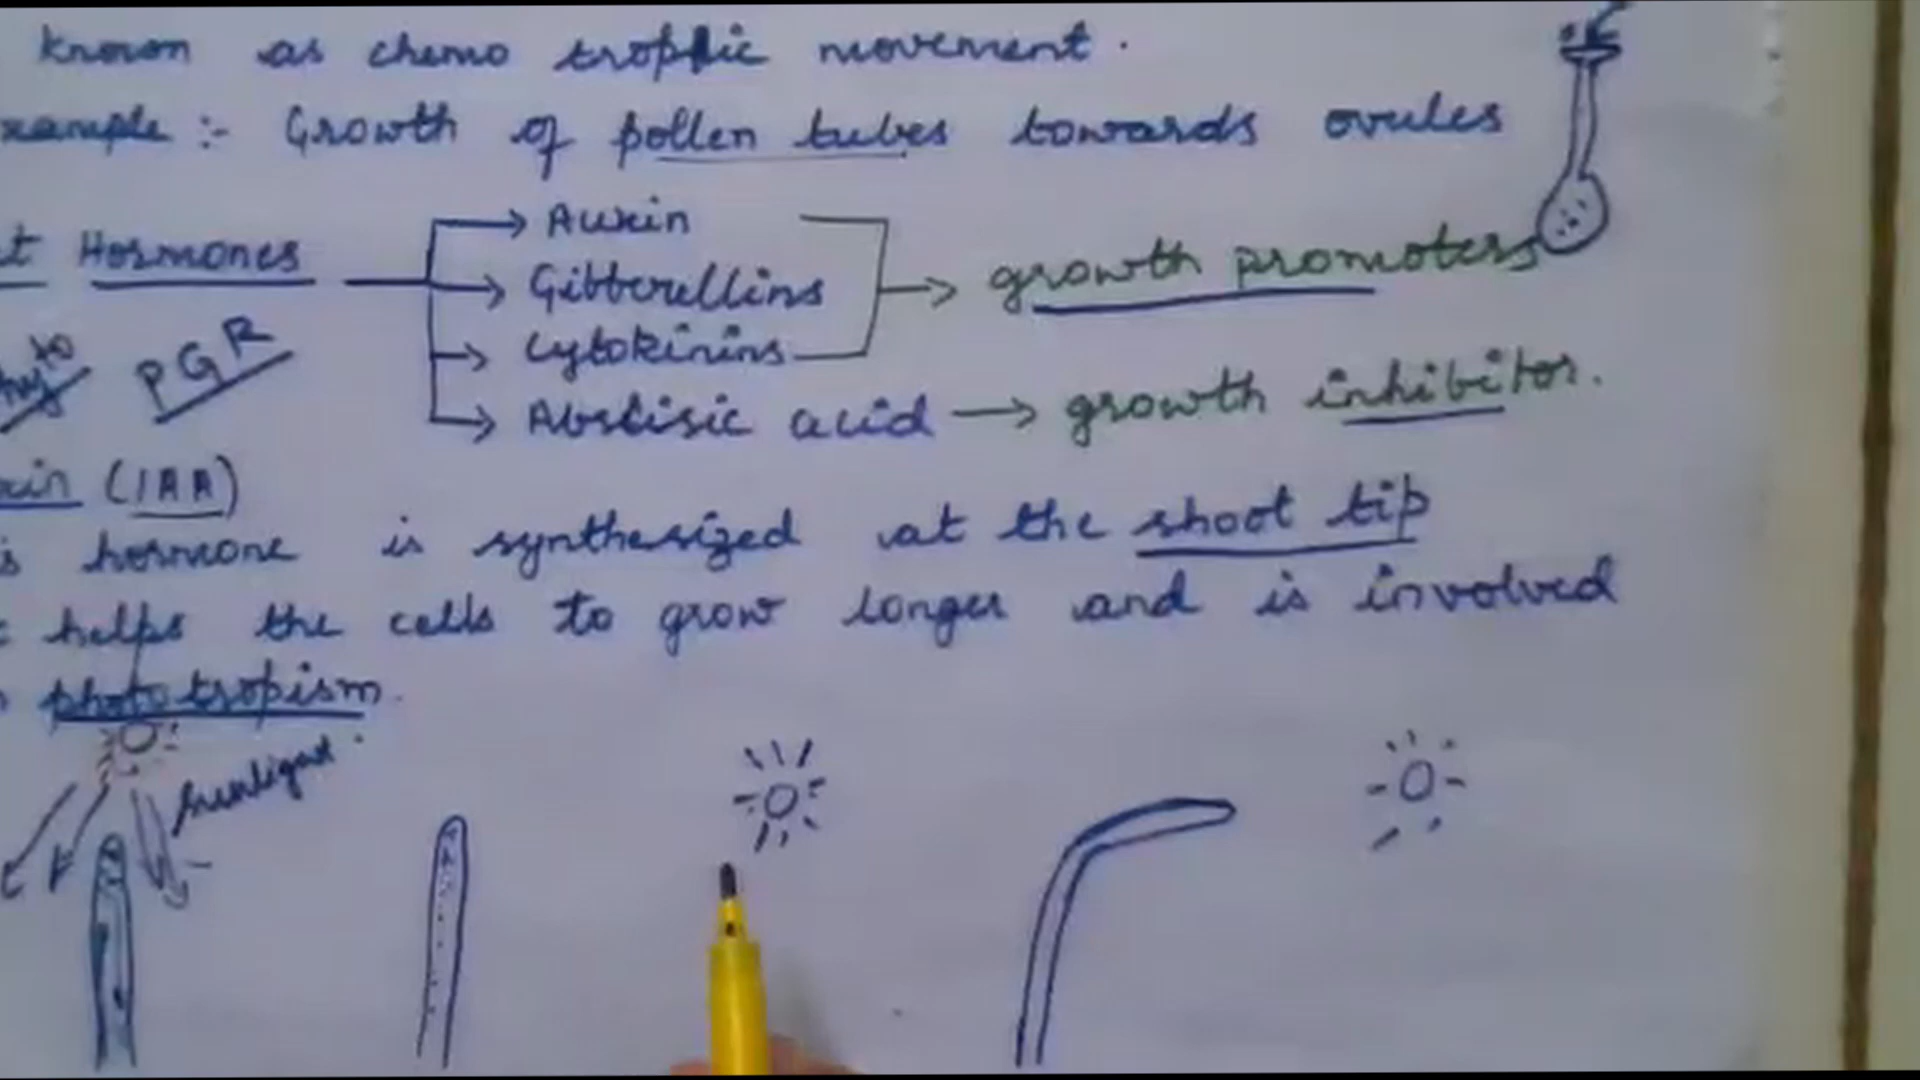 known as chemo trophic movement.
xample :- Growth of pollen tubes towards ovules
t Hormones
Auxin
Gibberellins
Cytokinins
Abscisic acid
growth promoters
growth inhibitor.
hyto PGR
xin (IAA)
s hormone is synthesized at the shoot tip
t helps the cells to grow longer and is involved
phototropism.
Sunlight